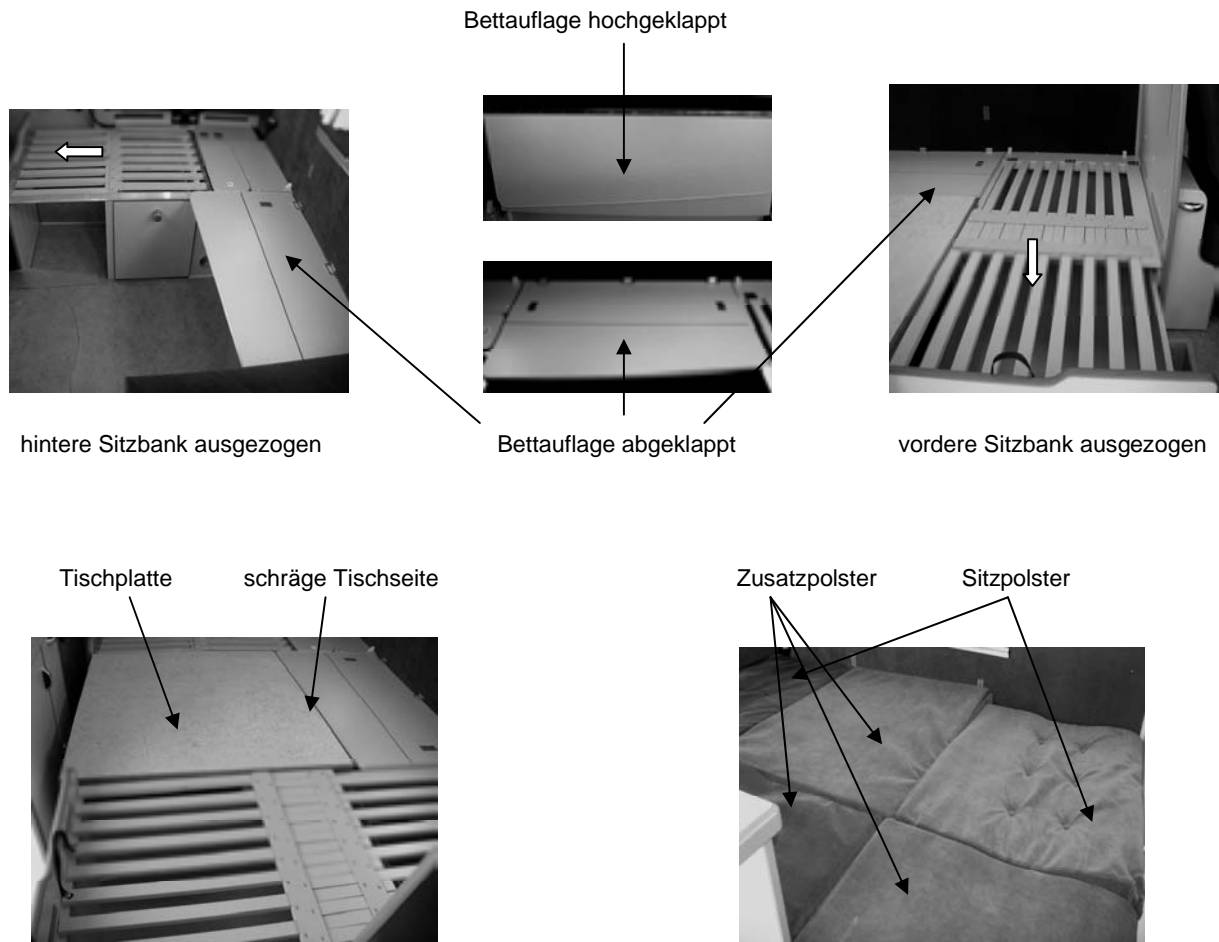 Bettauflage hochgeklappt
hintere Sitzbank ausgezogen
Bettauflage abgeklappt
vordere Sitzbank ausgezogen
Tischplatte
schräge Tischseite
Zusatzpolster
Sitzpolster